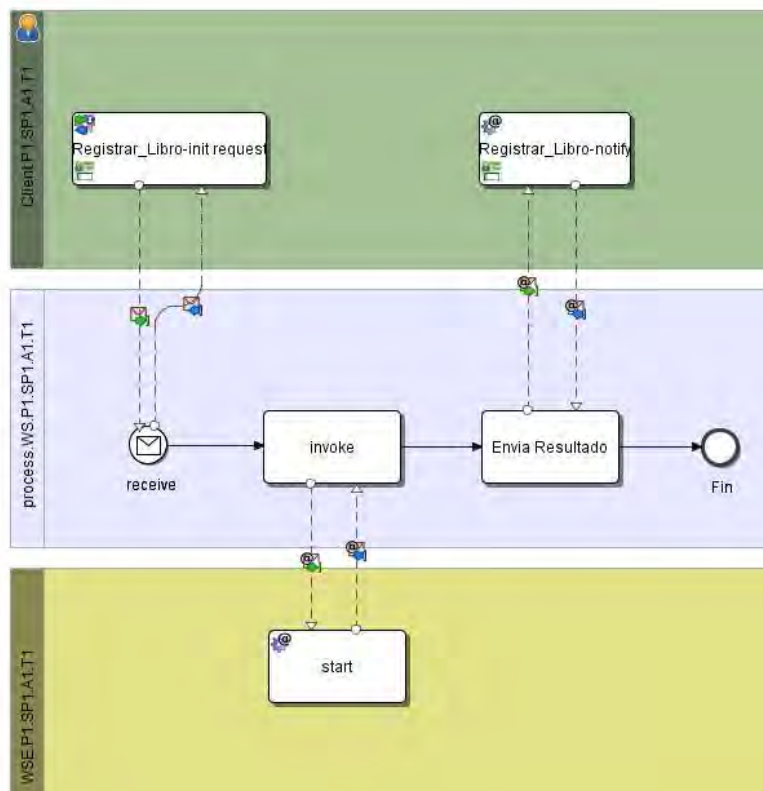 Client.P1.SP1.A1.T1
Registrar_Libro-init request
Registrar_Libro-notify
process.WS.P1.SP1.A1.T1
receive
invoke
Envia Resultado
Fin
WSE.P1.SP1.A1.T1
start